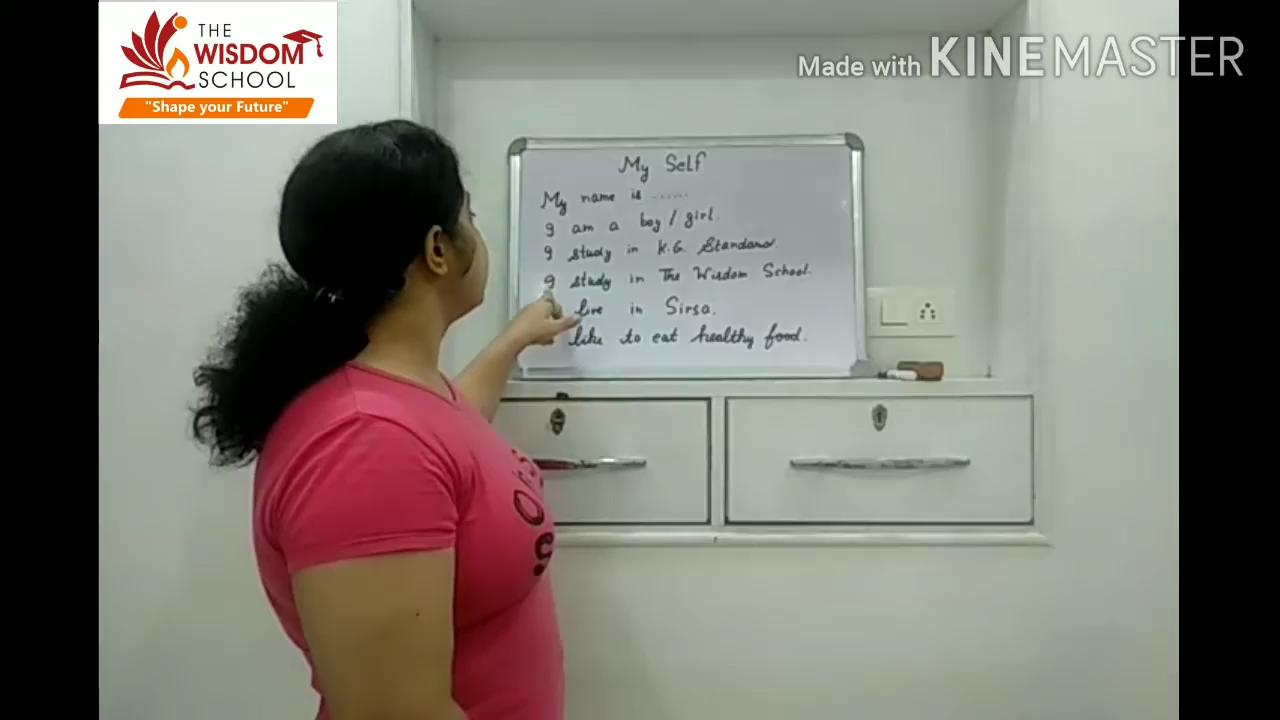 THE
WISDOM
SCHOOL
"Shape your Future"
Made with KINEMASTER
My Self
My name is ......
I am a boy / girl.
I study in K.G. Standard.
I study in The Wisdom School.
live in Sirsa.
like to eat healthy food.